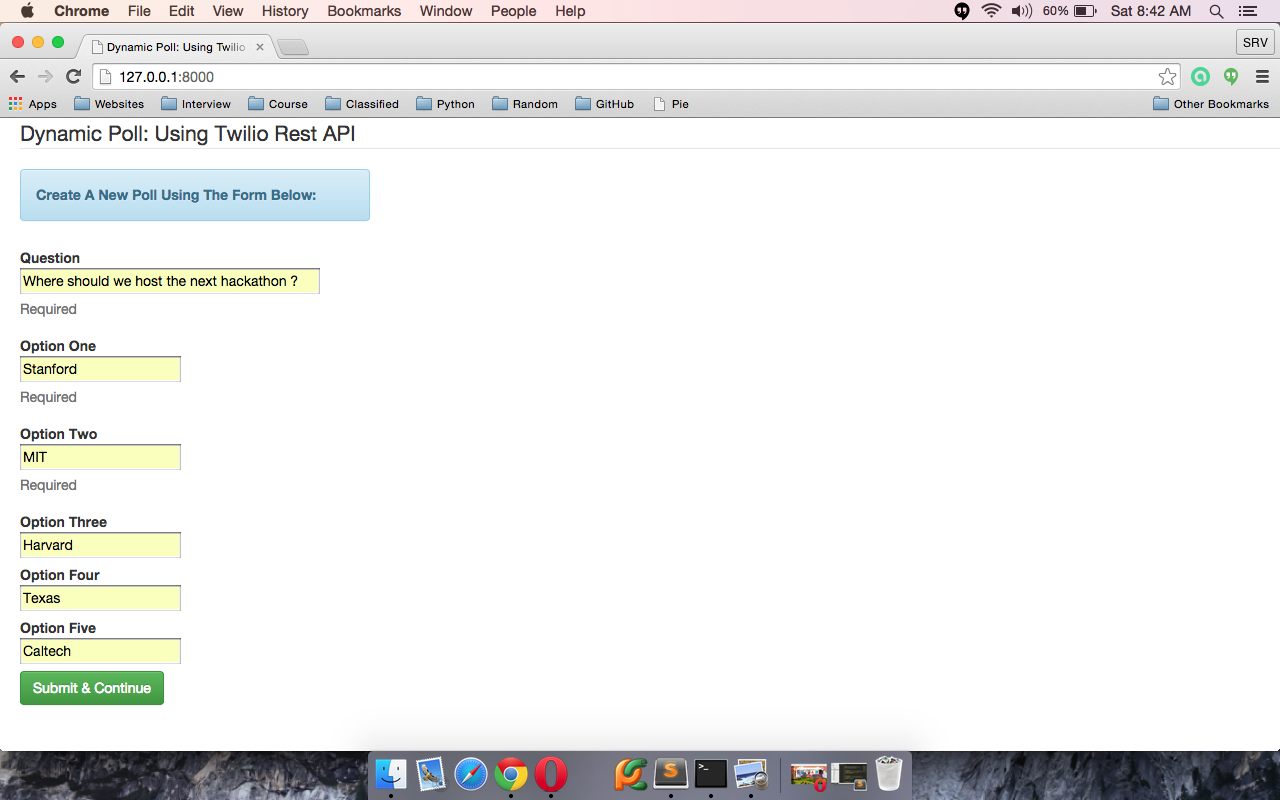 Chrome File Edit View History Bookmarks Window People Help 60% Sat 8:42 AM
Dynamic Poll: Using Twilio
SRV
127.0.0.1:8000
Apps Websites Interview Course Classified Python Random GitHub Pie Other Bookmarks
Dynamic Poll: Using Twilio Rest API
Create A New Poll Using The Form Below:
Question
Where should we host the next hackathon ?
Required
Option One
Stanford
Required
Option Two
MIT
Required
Option Three
Harvard
Option Four
Texas
Option Five
Caltech
Submit & Continue